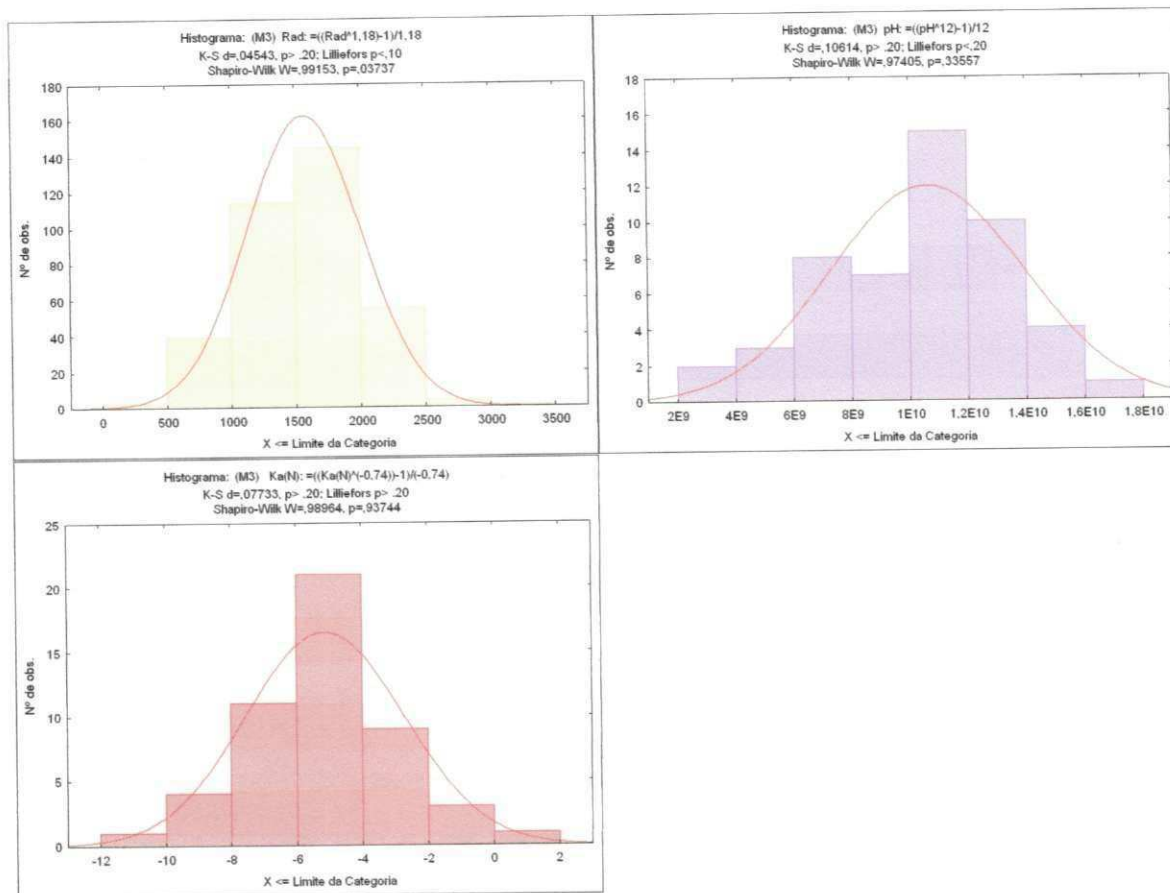 Histograma: (M3) Rad: =((Rad^1,18)-1)/1,18
K-S d=,04543, p> .20; Lilliefors p<,10
Shapiro-Wilk W=,99153, p=,03737
180
160
140
120
100
80
60
40
20
0
Nº de obs.
0 500 1000 1500 2000 2500 3000 3500
X <= Limite da Categoria
Histograma: (M3) pH: =((pH^12)-1)/12
K-S d=,10614, p> .20; Lilliefors p<,20
Shapiro-Wilk W=,97405, p=,33557
18
16
14
12
10
8
6
4
2
0
Nº de obs.
2E9 4E9 6E9 8E9 1E10 1,2E10 1,4E10 1,6E10 1,8E10
X <= Limite da Categoria
Histograma: (M3) Ka(N): =((Ka(N)^(-0,74))-1)/(-0,74)
K-S d=,07733, p> .20; Lilliefors p> .20
Shapiro-Wilk W=,98964, p=,93744
25
20
15
10
5
0
Nº de obs.
-12 -10 -8 -6 -4 -2 0 2
X <= Limite da Categoria